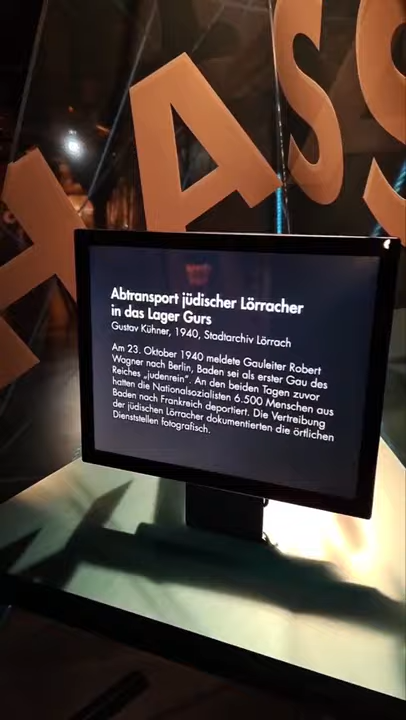 HASS
Abtransport jüdischer Lörracher
in das Lager Gurs
Gustav Kühner, 1940, Stadtarchiv Lörrach
Am 23. Oktober 1940 meldete Gauleiter Robert
Wagner nach Berlin, Baden sei als erster Gau des
Reiches „judenrein“. An den beiden Tagen zuvor
hatten die Nationalsozialisten 6.500 Menschen aus
Baden nach Frankreich deportiert. Die Vertreibung
der jüdischen Lörracher dokumentierten die örtlichen
Dienststellen fotografisch.